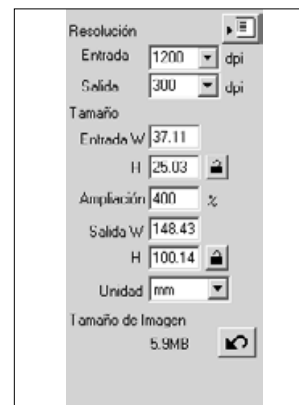 Resolución
Entrada 1200 dpi
Salida 300 dpi
Tamaño
Entrada W 37.11
H 25.03
Ampliación 400 %
Salida W 148.43
H 100.14
Unidad mm
Tamaño de Imagen
5.9MB